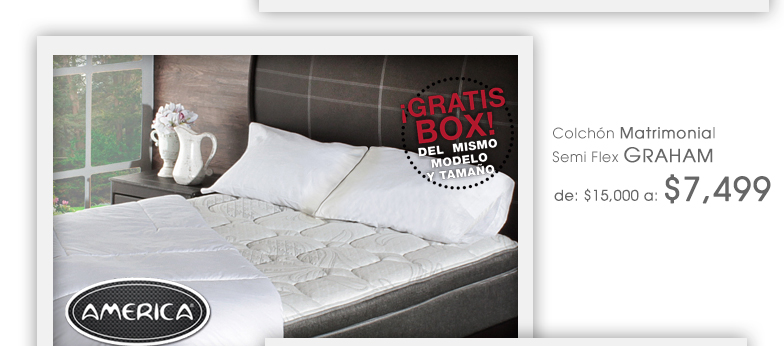 ¡GRATIS
BOX!
DEL MISMO
MODELO
Y TAMAÑO
AMERICA®
Colchón Matrimonial
Semi Flex GRAHAM
de: $15,000 a: $7,499